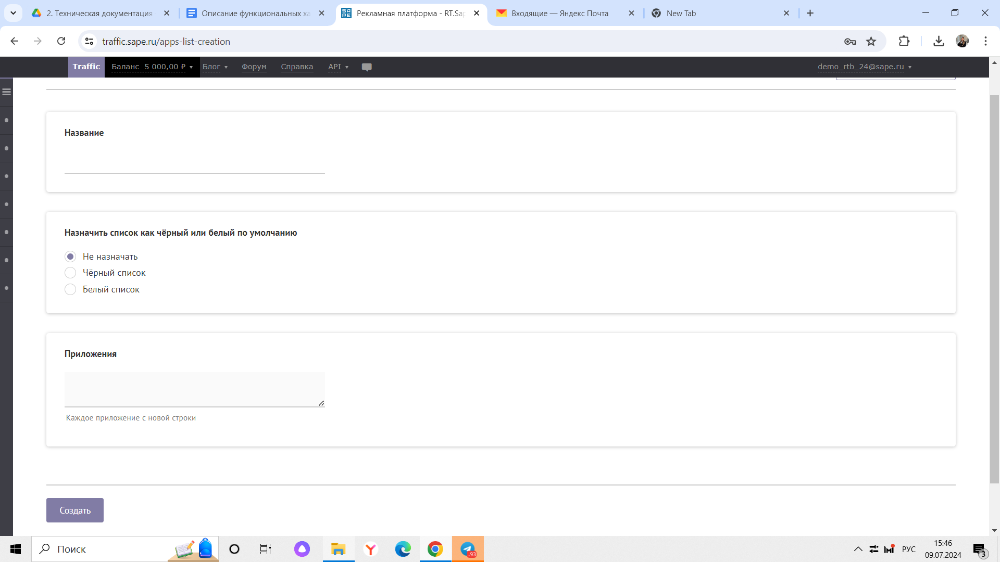 2. Техническая документация
Описание функциональных ха
Рекламная платформа - RT.Sap
Входящие — Яндекс Почта
New Tab
traffic.sape.ru/apps-list-creation
Traffic
Баланс 5 000,00 ₽
Блог
Форум
Справка
API
demo_rtb_24@sape.ru
Название
Назначить список как чёрный или белый по умолчанию
Не назначать
Чёрный список
Белый список
Приложения
Каждое приложение с новой строки
Создать
Поиск
..93
РУС
15:46
09.07.2024
3